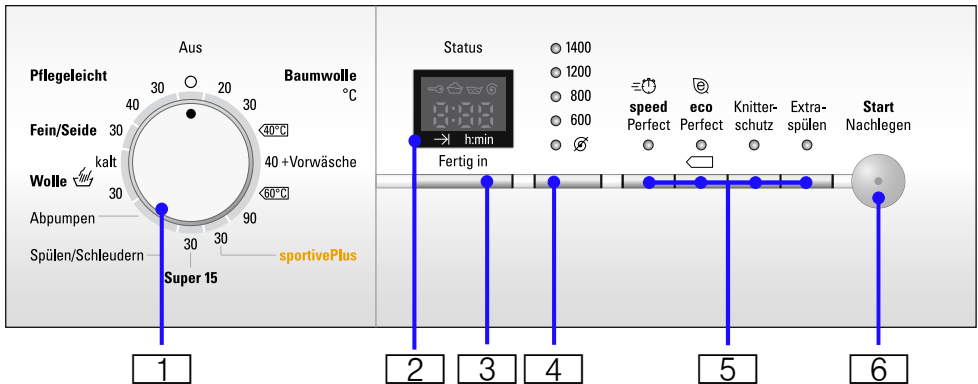 Aus
Pflegeleicht
Baumwolle
°C
30
20
40
30
Fein/Seide
30
40°C
kalt
40 +Vorwäsche
Wolle
30
60°C
Abpumpen
90
Spülen/Schleudern
30
30
sportivePlus
Super 15
Status
8:88
h:min
Fertig in
1400
1200
800
600
speed
Perfect
eco
Perfect
Knitter-
schutz
Extra-
spülen
Start
Nachlegen
1
2
3
4
5
6